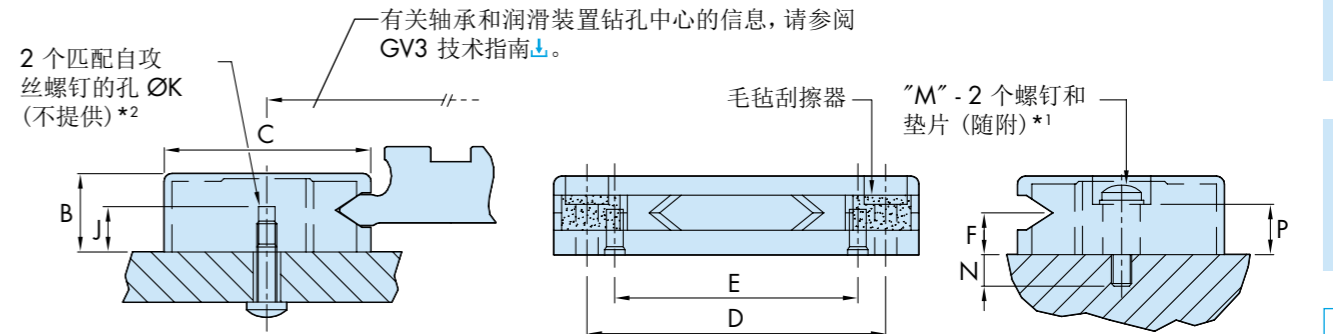 有关轴承和润滑装置钻孔中心的信息，请参阅
GV3 技术指南。
2 个匹配自攻
丝螺钉的孔 ØK
(不提供) *2
毛毡刮擦器
"M" - 2 个螺钉和
垫片 (随附) *1
C
B
J
E
D
F
N
P